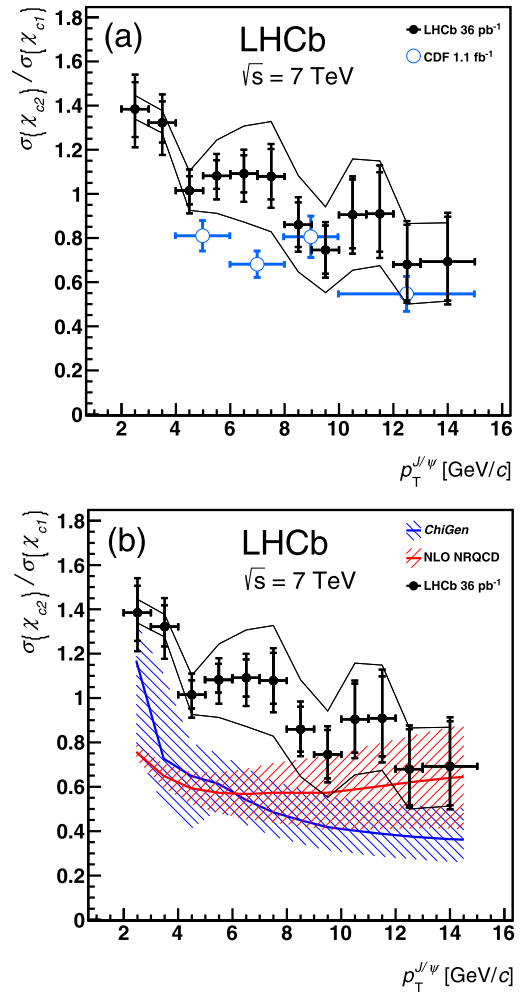 (a)
LHCb
√s = 7 TeV
LHCb 36 pb-1
CDF 1.1 fb-1
σ(χc2) / σ(χc1)
1.8
1.6
1.4
1.2
1
0.8
0.6
0.4
0.2
0
2 4 6 8 10 12 14 16
pT J/ψ [GeV/c]
(b)
LHCb
√s = 7 TeV
ChiGen
NLO NRQCD
LHCb 36 pb-1
σ(χc2) / σ(χc1)
1.8
1.6
1.4
1.2
1
0.8
0.6
0.4
0.2
0
2 4 6 8 10 12 14 16
pT J/ψ [GeV/c]